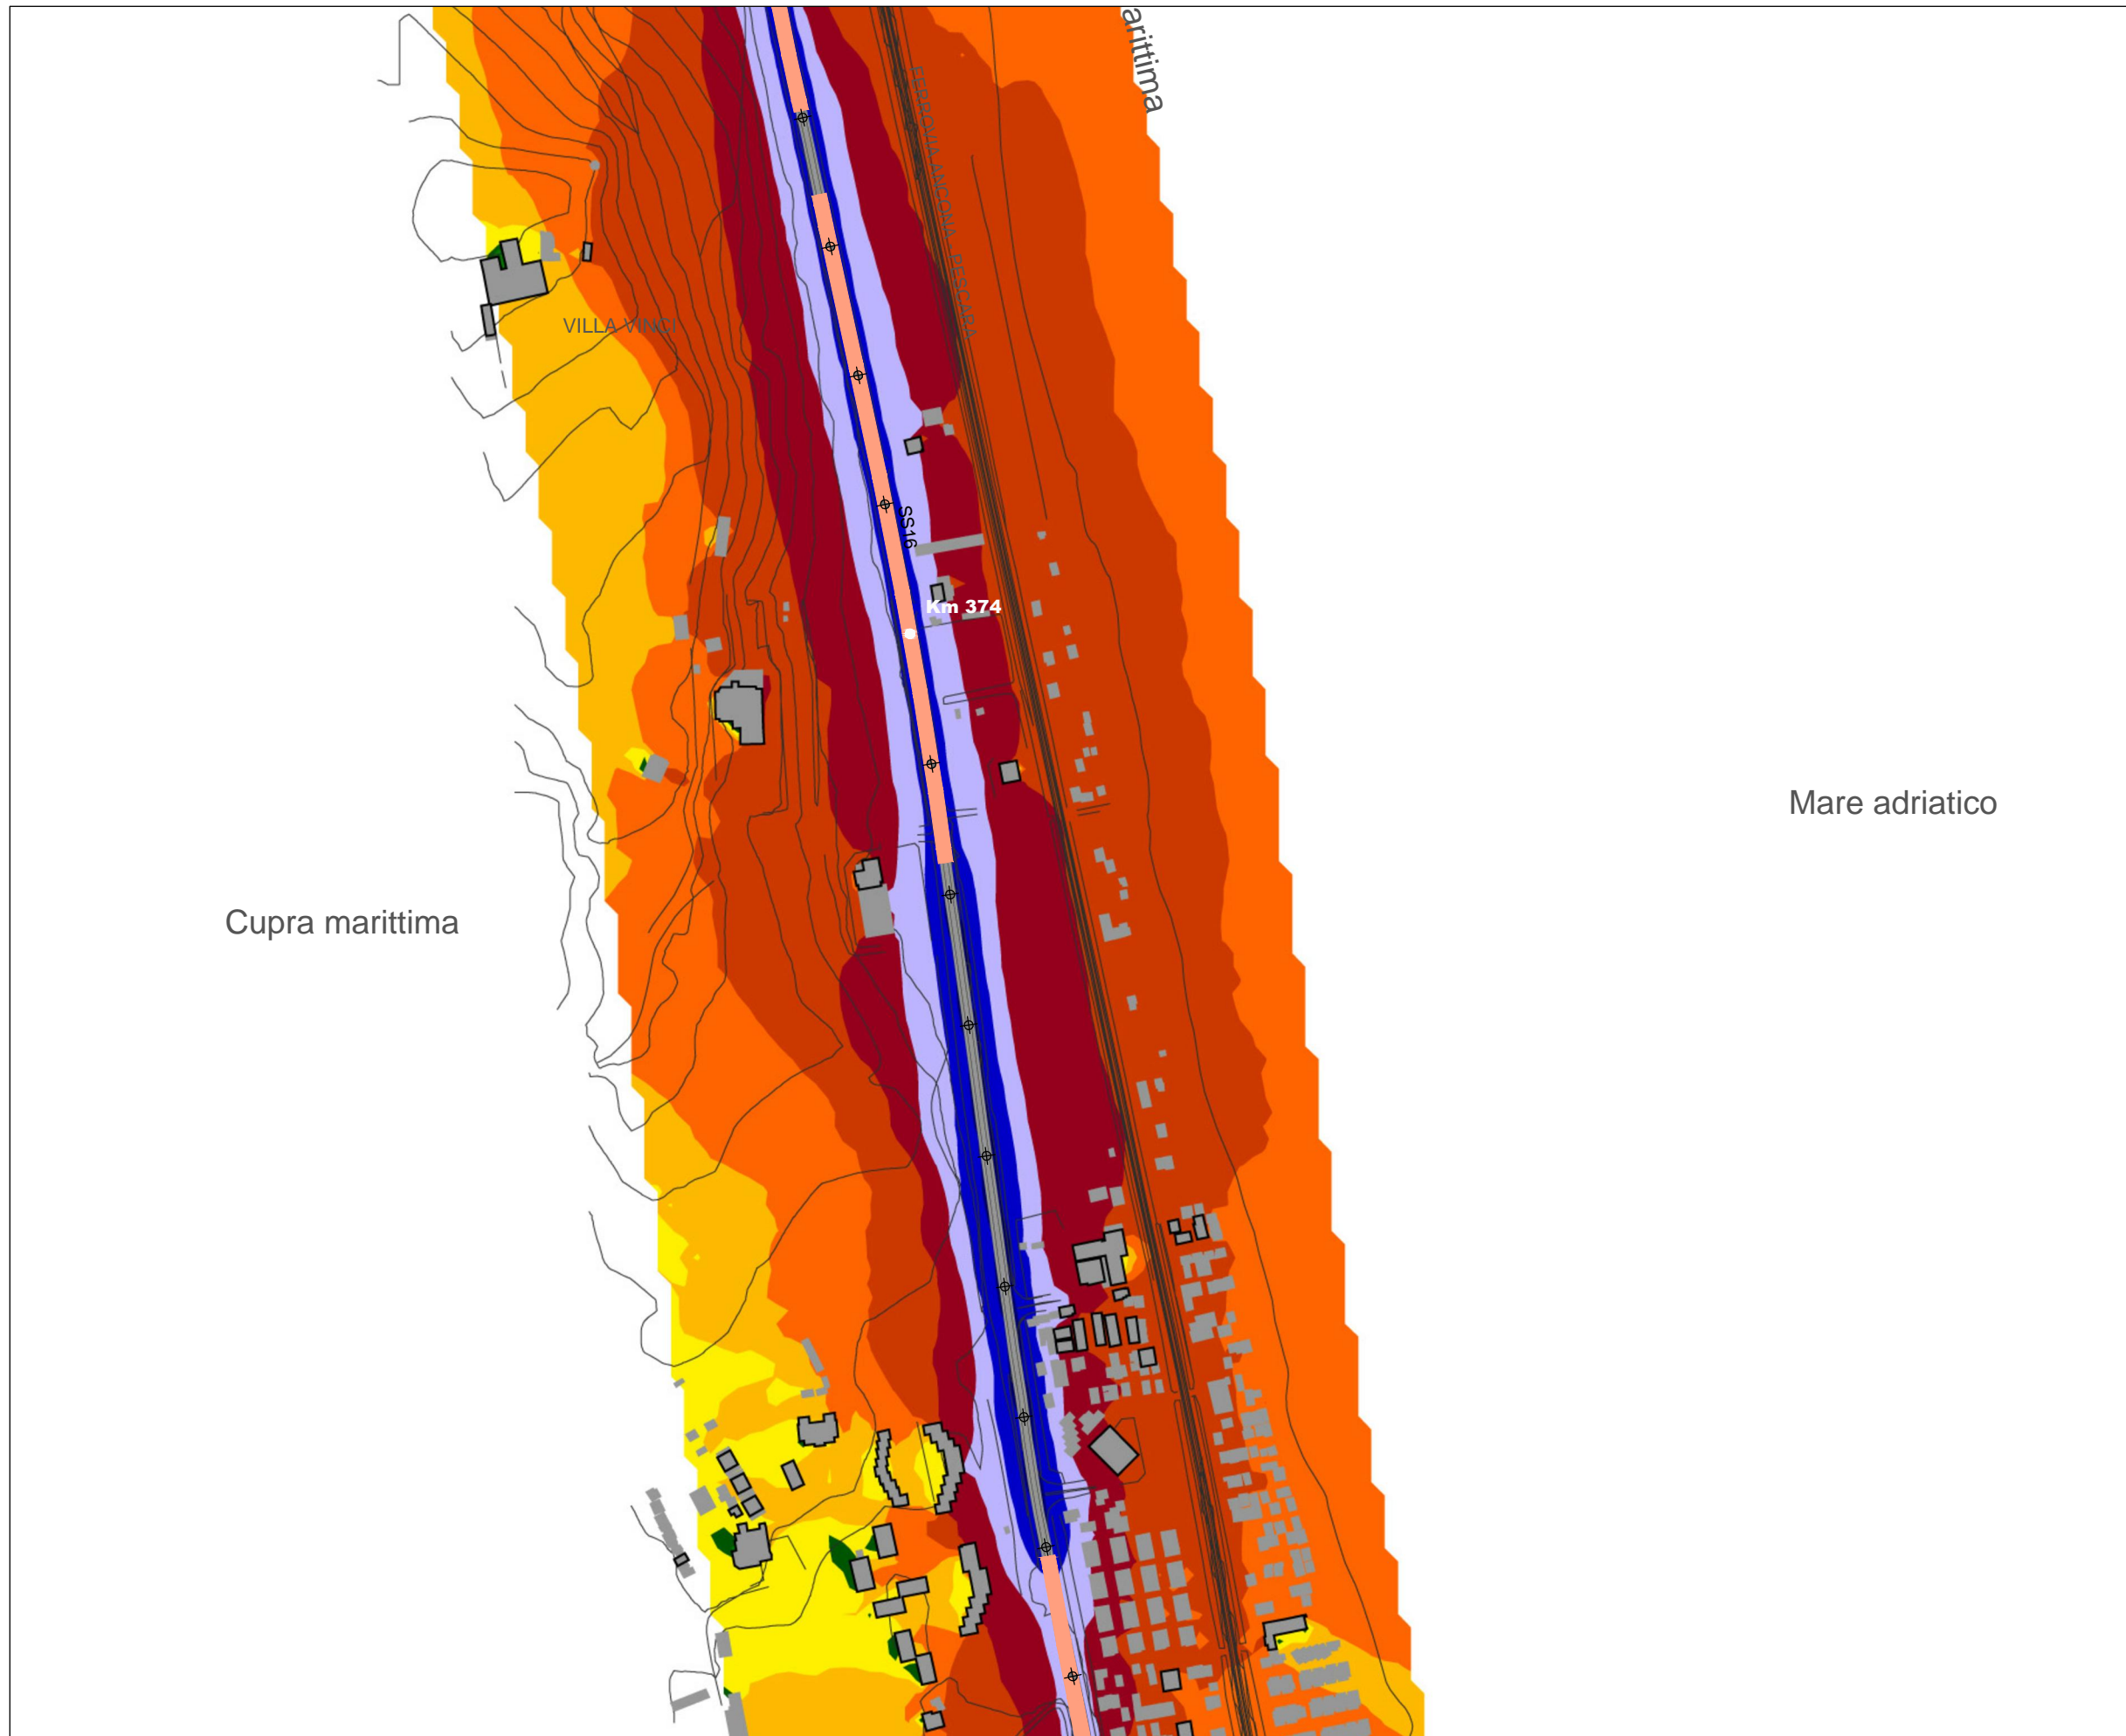 arittima
FERROVIA ANCONA - PESCARA
VILLA VINCI
SS16
Km 374
Mare adriatico
Cupra marittima